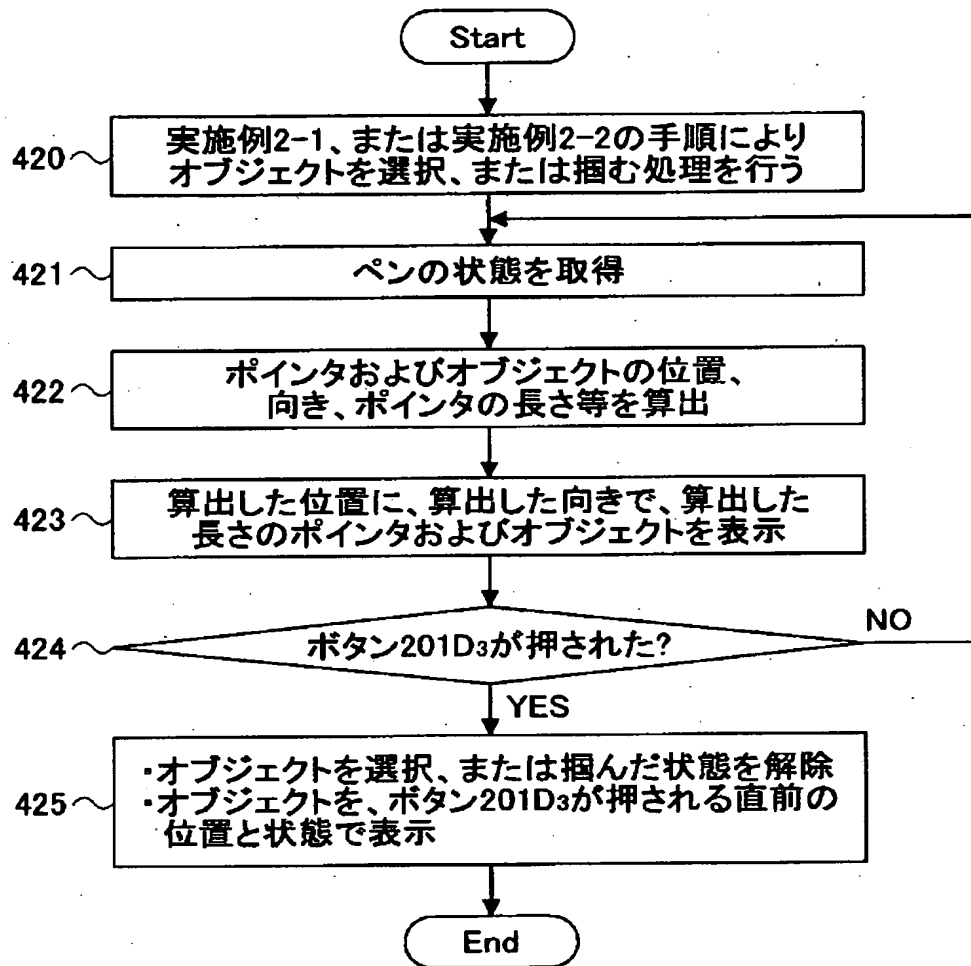 Start
420
実施例2-1、または実施例2-2の手順により
オブジェクトを選択、または掴む処理を行う
421
ペンの状態を取得
422
ポインタおよびオブジェクトの位置、
向き、ポインタの長さ等を算出
423
算出した位置に、算出した向きで、算出した
長さのポインタおよびオブジェクトを表示
424
ボタン201D₃が押された?
NO
YES
425
・オブジェクトを選択、または掴んだ状態を解除
・オブジェクトを、ボタン201D₃が押される直前の
位置と状態で表示
End